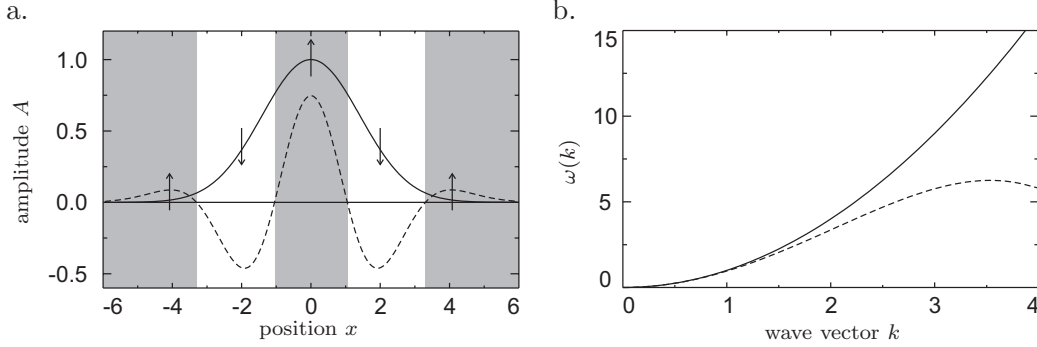 a.
amplitude A
1.0
0.5
0.0
-0.5
-6 -4 -2 0 2 4 6
position x
b.
ω(k)
15
10
5
0
0 1 2 3 4
wave vector k